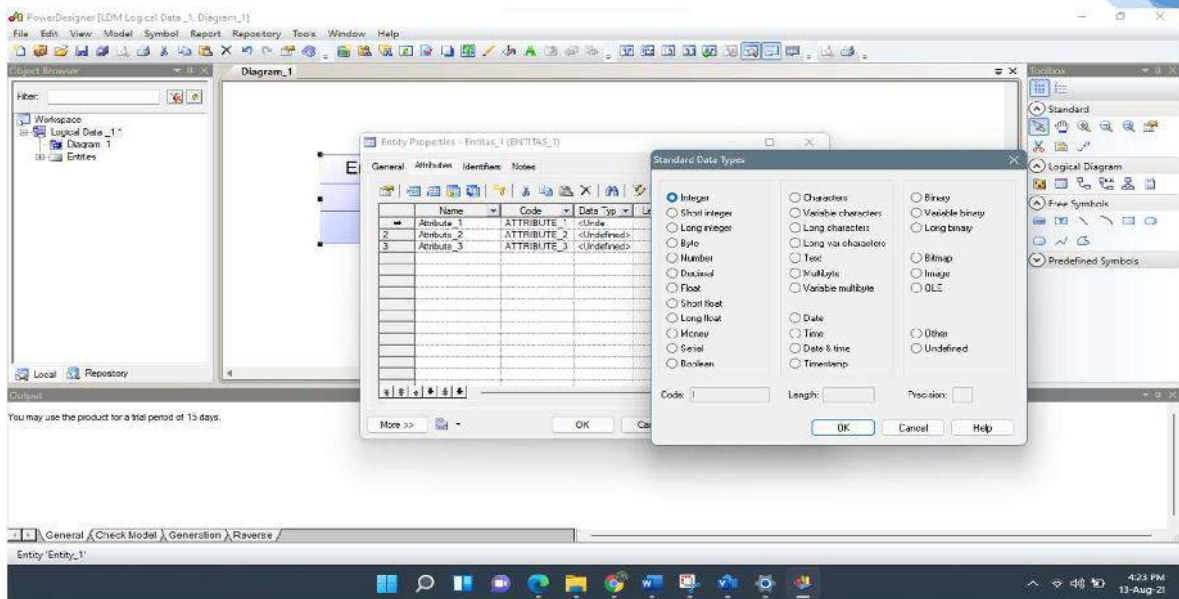 PowerDesigner [LDM Logical Data _1, Diagram_1]
File Edit View Model Symbol Report Repository Tools Window Help
Object Browser
Diagram_1
Toolbox
Filter:
Workspace
Logical Data _1 *
Diagram 1
Entities
Local Repository
Standard
Logical Diagram
Free Symbols
Predefined Symbols
Entity Properties - Entitas_1 (ENTITAS_1)
General Attributes Identifiers Notes
Name Code Data Typ Le
Attribute_1 ATTRIBUTE_1 <Unde
2 Attribute_2 ATTRIBUTE_2 <Undefined>
3 Attribute_3 ATTRIBUTE_3 <Undefined>
More >> OK Can
Standard Data Types
Integer Characters Binary
Short integer Variable characters Variable binary
Long integer Long characters Long binary
Byte Long var characters
Number Text Bitmap
Decimal Multibyte Image
Float Variable multibyte OLE
Short float
Long float Date
Money Time Other
Serial Date & time Undefined
Boolean Timestamp
Code: I Length: Precision:
OK Cancel Help
Output
You may use the product for a trial period of 15 days.
General Check Model Generation Reverse
Entity 'Entity_1'
4:23 PM
13-Aug-21